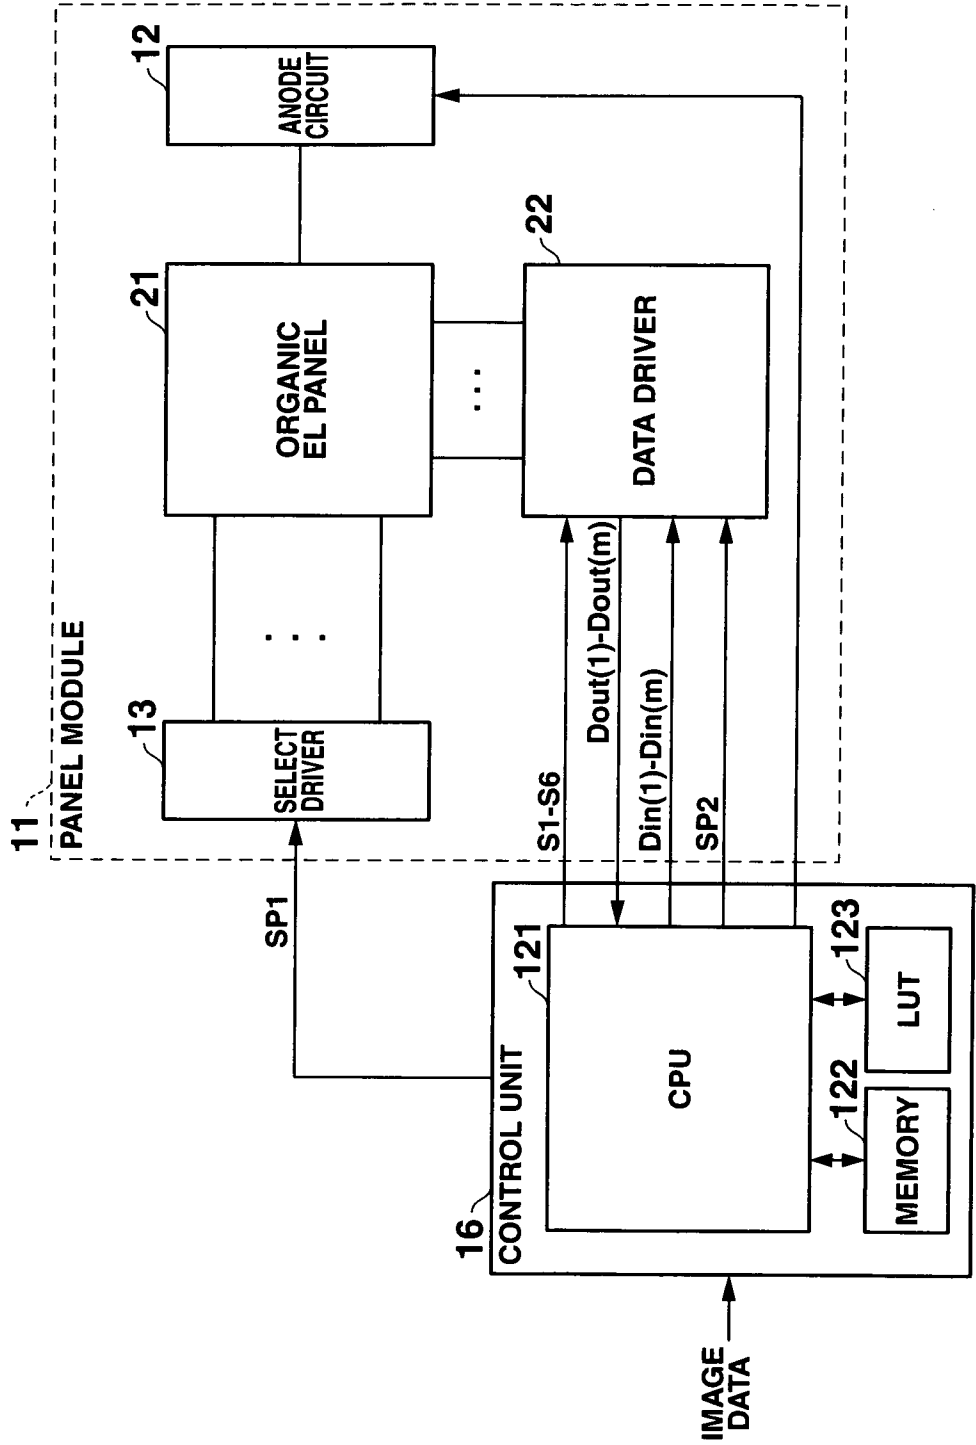 11
PANEL MODULE
13
SELECT
DRIVER
21
ORGANIC
EL PANEL
12
ANODE
CIRCUIT
. . .
. . .
22
DATA DRIVER
SP1
S1-S6
Dout(1)-Dout(m)
Din(1)-Din(m)
SP2
16
CONTROL UNIT
121
CPU
122
MEMORY
123
LUT
IMAGE
DATA